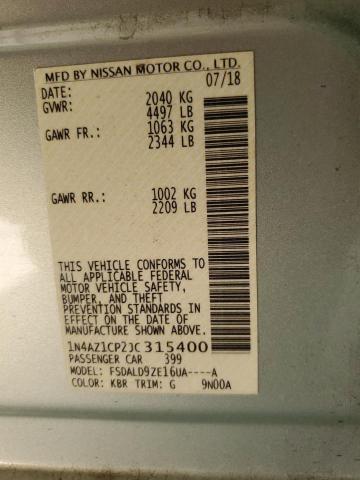 MFD BY NISSAN MOTOR CO., LTD.
DATE: 07/18
GVWR: 2040 KG
4497 LB
GAWR FR.: 1063 KG
2344 LB
GAWR RR.: 1002 KG
2209 LB
THIS VEHICLE CONFORMS TO
ALL APPLICABLE FEDERAL
MOTOR VEHICLE SAFETY,
BUMPER, AND THEFT
PREVENTION STANDARDS IN
EFFECT ON THE DATE OF
MANUFACTURE SHOWN ABOVE.
1N4AZ1CP2JC315400
PASSENGER CAR 399
MODEL: FSDALD9ZE16UA----A
COLOR: KBR TRIM: G 9N00A